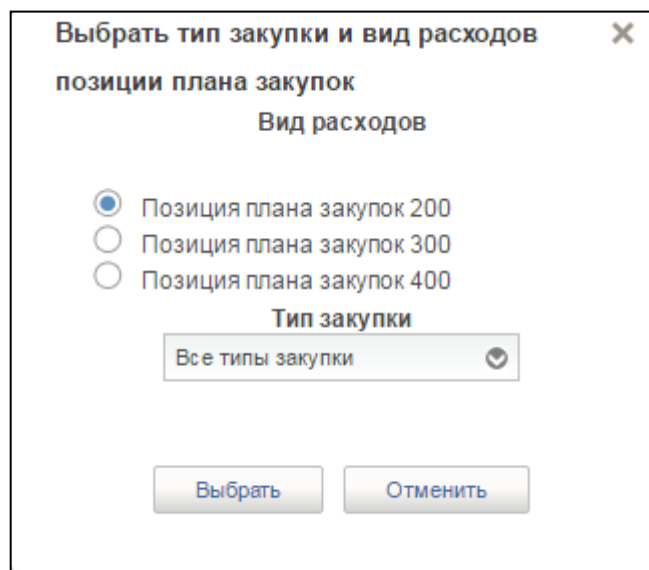 Выбрать тип закупки и вид расходов
позиции плана закупок
Вид расходов
Позиция плана закупок 200
Позиция плана закупок 300
Позиция плана закупок 400
Тип закупки
Все типы закупки
Выбрать Отменить